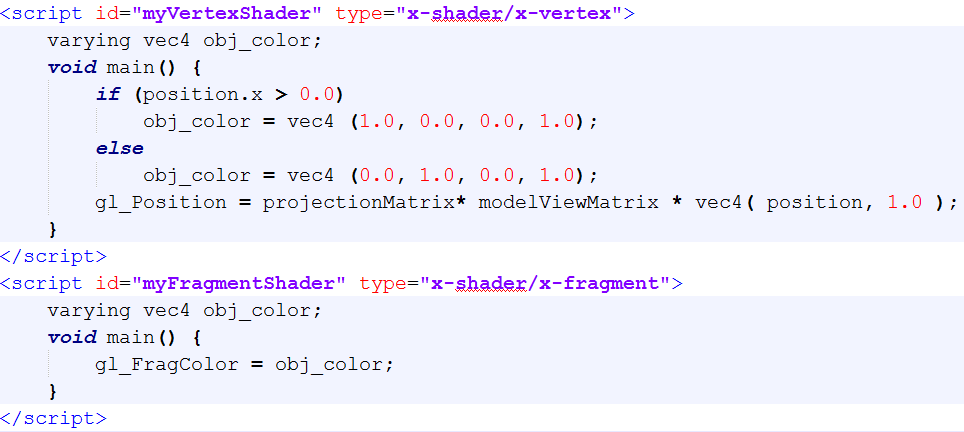 <script id="myVertexShader" type="x-shader/x-vertex">
    varying vec4 obj_color;
    void main() {
        if (position.x > 0.0)
            obj_color = vec4 (1.0, 0.0, 0.0, 1.0);
        else
            obj_color = vec4 (0.0, 1.0, 0.0, 1.0);
        gl_Position = projectionMatrix* modelViewMatrix * vec4( position, 1.0 );
    }
</script>
<script id="myFragmentShader" type="x-shader/x-fragment">
    varying vec4 obj_color;
    void main() {
        gl_FragColor = obj_color;
    }
</script>